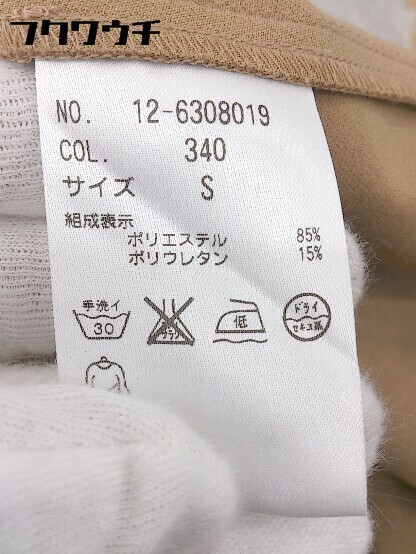 フクワウチ
NO. 12-6308019
COL. 340
サイズ S
組成表示
ポリエステル 85%
ポリウレタン 15%
手洗イ 30
低
ドライ
セキユ系